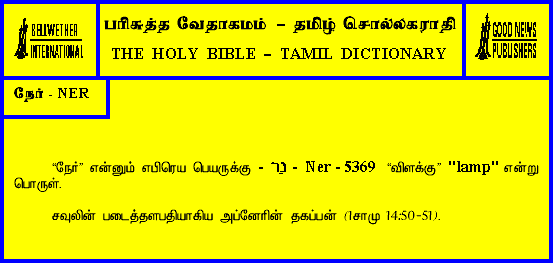 BELLWETHER
INTERNATIONAL
பரிசுத்த வேதாகமம் – தமிழ் சொல்லகராதி
THE HOLY BIBLE – TAMIL DICTIONARY
GOOD NEWS
PUBLISHERS
நேர் - NER
“நேர்” என்னும் எபிரெய பெயருக்கு - נֵר - Ner - 5369 “விளக்கு” "lamp" என்று
பொருள்.
சவுலின் படைத்தளபதியாகிய அப்னேரின் தகப்பன் (1சாமு 14:50-51).